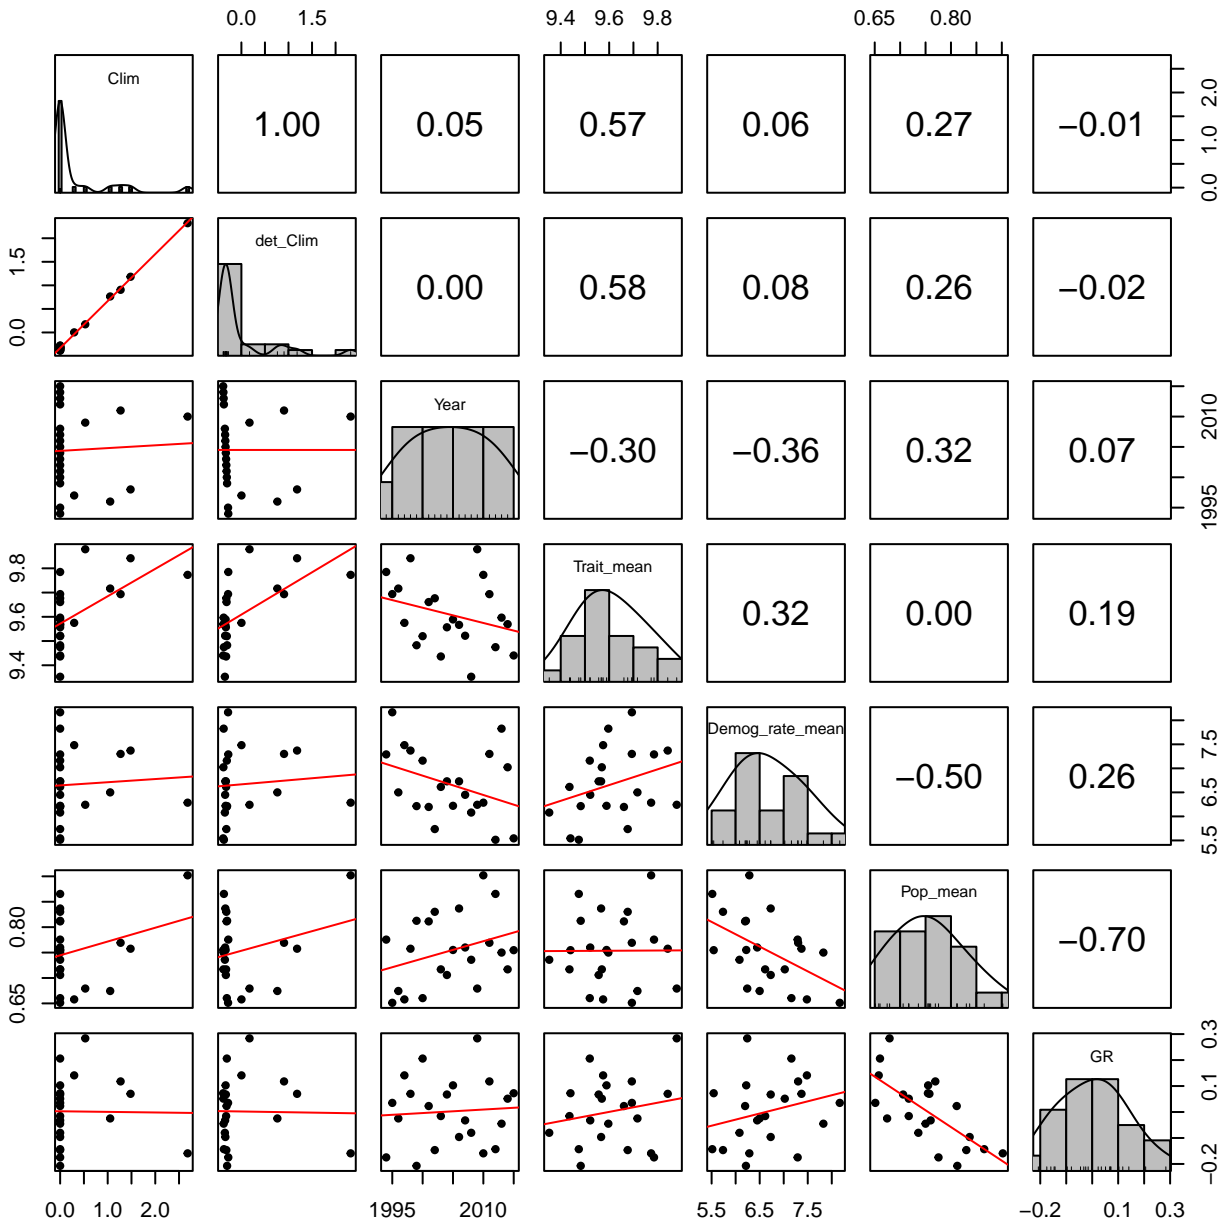 0.0 1.5 9.4 9.6 9.8 0.65 0.80
Clim 1.00 0.05 0.57 0.06 0.27 −0.01 0.0 1.0 2.0
0.0 1.5 det_Clim 0.00 0.58 0.08 0.26 −0.02
Year −0.30 −0.36 0.32 0.07 1995 2010
9.4 9.6 9.8 Trait_mean 0.32 0.00 0.19
Demog_rate_mean −0.50 0.26 5.5 6.5 7.5
0.65 0.80 Pop_mean −0.70
GR −0.2 0.1 0.3
0.0 1.0 2.0 1995 2010 5.5 6.5 7.5 −0.2 0.1 0.3